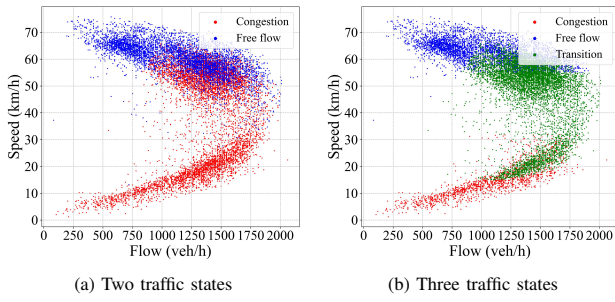 Congestion
Free flow
70
60
50
40
30
20
10
0
Speed (km/h)
250 500 750 1000 1250 1500 1750 2000
Flow (veh/h)
(a) Two traffic states
Congestion
Free flow
Transition
70
60
50
40
30
20
10
0
Speed (km/h)
250 500 750 1000 1250 1500 1750 2000
Flow (veh/h)
(b) Three traffic states